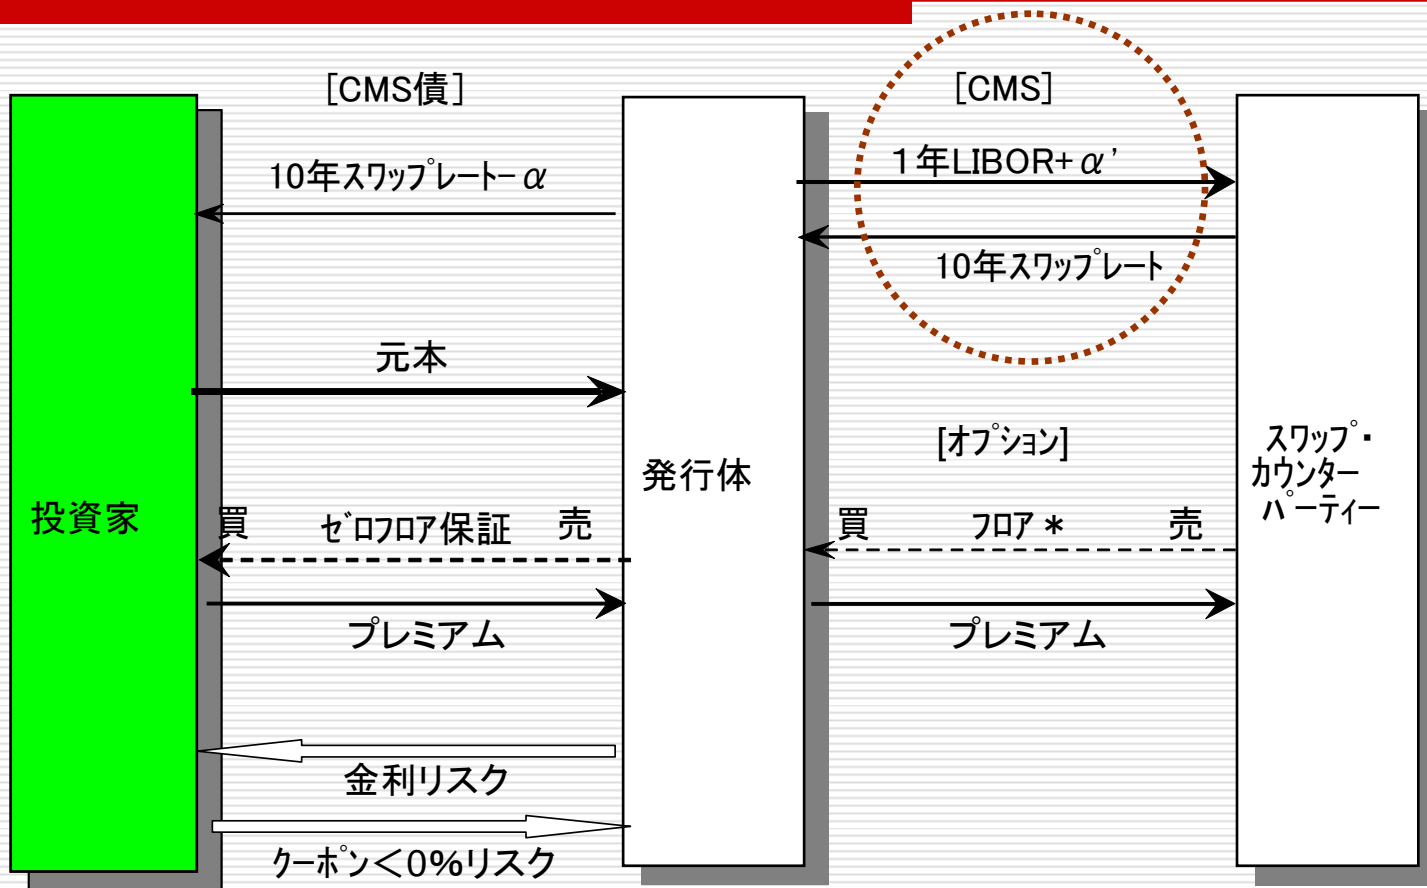 [CMS債]
[CMS]
10年スワップレート-α
1年LIBOR+α'
10年スワップレート
元本
[オプション]
投資家
発行体
スワップ・
カウンター
パーティー
買 ゼロフロア保証 売
買 フロア* 売
プレミアム
プレミアム
金利リスク
クーポン<0%リスク